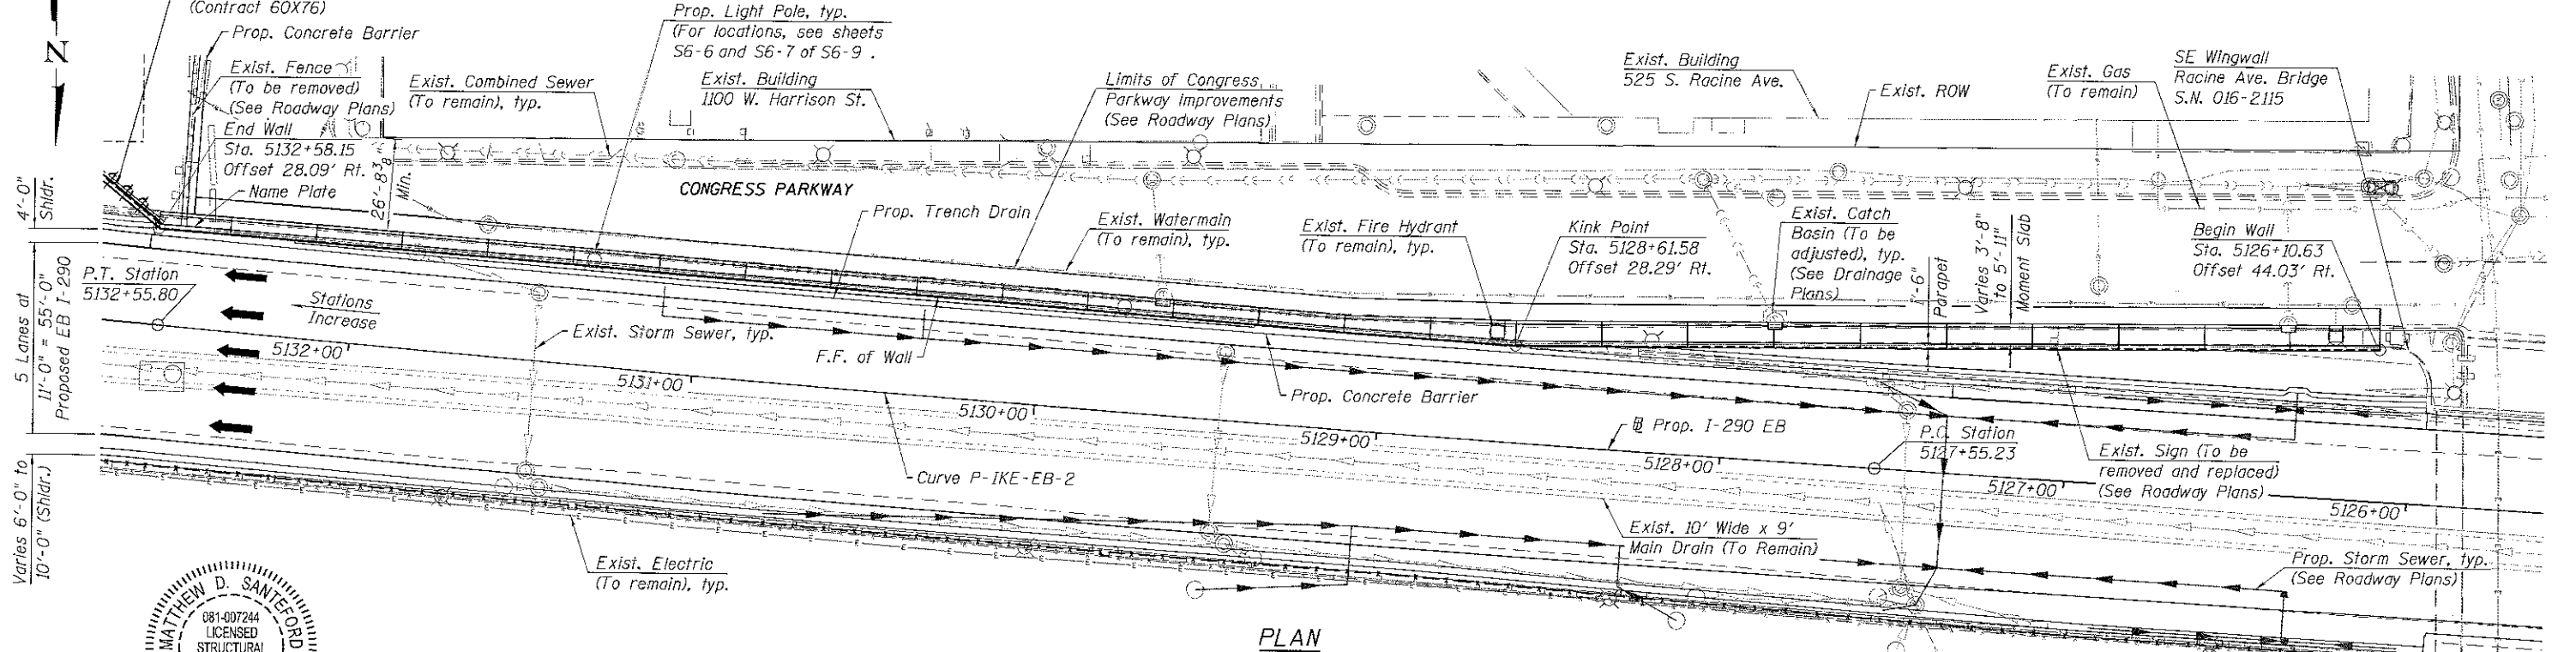 (Contract 60X76)
Prop. Concrete Barrier
N
Exist. Fence
(To be removed)
(See Roadway Plans)
End Wall
Sta. 5132+58.15
Offset 28.09' Rt.
Name Plate
Exist. Combined Sewer
(To remain), typ.
Prop. Light Pole, typ.
(For locations, see sheets
S6-6 and S6-7 of S6-9 .
Exist. Building
1100 W. Harrison St.
Limits of Congress
Parkway Improvements
(See Roadway Plans)
Exist. Building
525 S. Racine Ave.
Exist. ROW
Exist. Gas
(To remain)
SE Wingwall
Racine Ave. Bridge
S.N. 016-2115
4'-0"
Shldr.
26'-8⅜"
Min.
CONGRESS PARKWAY
Prop. Trench Drain
Exist. Watermain
(To remain), typ.
Exist. Fire Hydrant
(To remain), typ.
Kink Point
Sta. 5128+61.58
Offset 28.29' Rt.
Exist. Catch
Basin (To be
adjusted), typ.
(See Drainage
Plans)
1'-6"
Parapet
Varies 3'-8"
to 5'-11"
Moment Slab
Begin Wall
Sta. 5126+10.63
Offset 44.03' Rt.
P.T. Station
5132+55.80
5 Lanes at
11'-0" = 55'-0"
Proposed EB I-290
Stations
Increase
Exist. Storm Sewer, typ.
F.F. of Wall
Prop. Concrete Barrier
5132+00
5131+00
5130+00
5129+00
5128+00
5127+00
5126+00
Curve P-IKE-EB-2
℄ Prop. I-290 EB
P.C. Station
5127+55.23
Exist. Sign (To be
removed and replaced)
(See Roadway Plans)
Varies 6'-0" to
10'-0" (Shldr.)
Exist. Electric
(To remain), typ.
Exist. 10' Wide x 9'
Main Drain (To Remain)
Prop. Storm Sewer, typ.
(See Roadway Plans)
MATTHEW D. SANTEFORD
081-007244
LICENSED
STRUCTURAL
PLAN